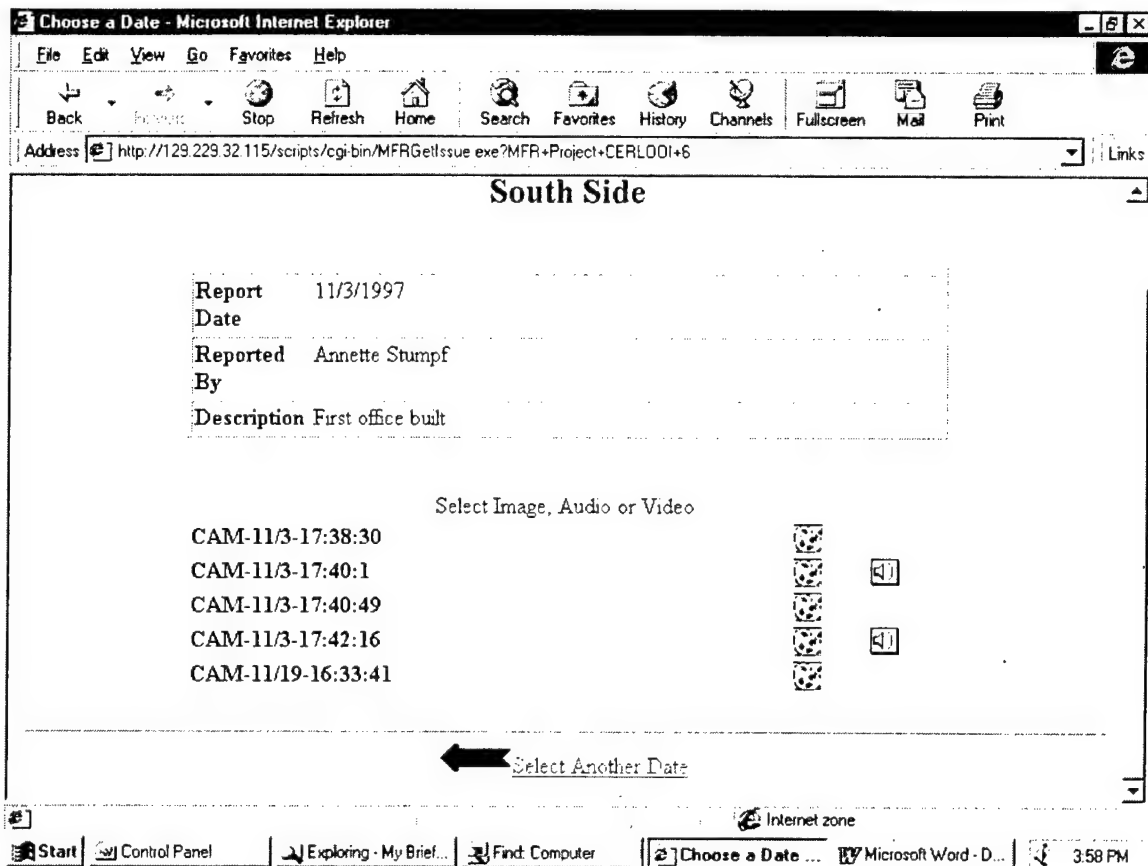 Choose a Date - Microsoft Internet Explorer
File Edit View Go Favorites Help
Back Forward Stop Refresh Home Search Favorites History Channels Fullscreen Mail Print
Address http://129.229.32.115/scripts/cgi-bin/MFRGetIssue.exe?MFR+Project+CERLOOI+6 Links
South Side
Report Date 11/3/1997
Reported By Annette Stumpf
Description First office built
Select Image, Audio or Video
CAM-11/3-17:38:30
CAM-11/3-17:40:1
CAM-11/3-17:40:49
CAM-11/3-17:42:16
CAM-11/19-16:33:41
Select Another Date
Internet zone
Start Control Panel Exploring - My Brief... Find: Computer Choose a Date ... Microsoft Word - D... 3:58 PM